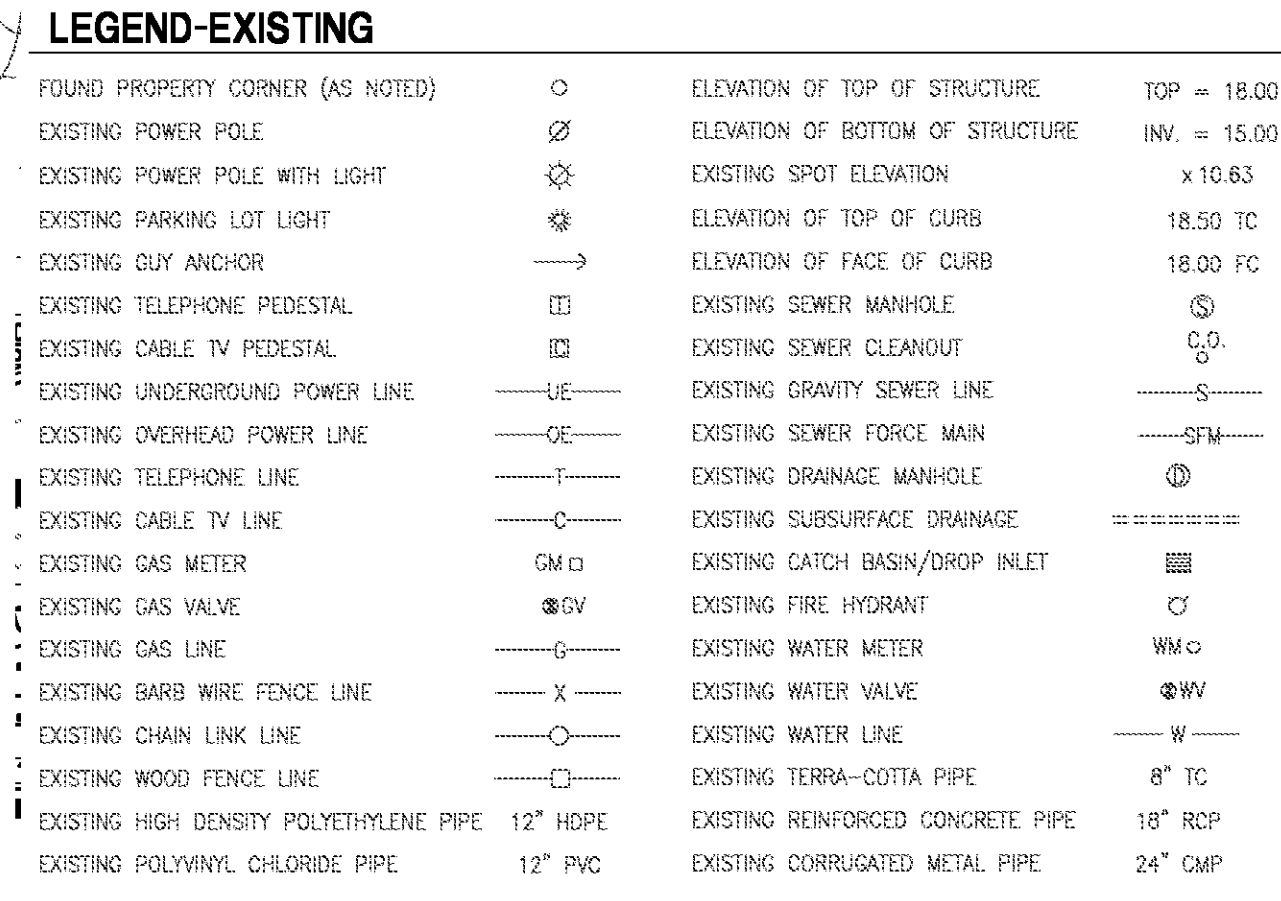 LEGEND-EXISTING
FOUND PROPERTY CORNER (AS NOTED)
EXISTING POWER POLE
EXISTING POWER POLE WITH LIGHT
EXISTING PARKING LOT LIGHT
EXISTING GUY ANCHOR
EXISTING TELEPHONE PEDESTAL T
EXISTING CABLE TV PEDESTAL C
EXISTING UNDERGROUND POWER LINE UE
EXISTING OVERHEAD POWER LINE OE
EXISTING TELEPHONE LINE T
EXISTING CABLE TV LINE C
EXISTING GAS METER GM
EXISTING GAS VALVE GV
EXISTING GAS LINE G
EXISTING BARB WIRE FENCE LINE X
EXISTING CHAIN LINK LINE
EXISTING WOOD FENCE LINE
EXISTING HIGH DENSITY POLYETHYLENE PIPE 12" HDPE
EXISTING POLYVINYL CHLORIDE PIPE 12" PVC
ELEVATION OF TOP OF STRUCTURE TOP = 18.00
ELEVATION OF BOTTOM OF STRUCTURE INV. = 15.00
EXISTING SPOT ELEVATION x 10.63
ELEVATION OF TOP OF CURB 18.50 TC
ELEVATION OF FACE OF CURB 18.00 FC
EXISTING SEWER MANHOLE S
EXISTING SEWER CLEANOUT C.O.
EXISTING GRAVITY SEWER LINE S
EXISTING SEWER FORCE MAIN SFM
EXISTING DRAINAGE MANHOLE D
EXISTING SUBSURFACE DRAINAGE
EXISTING CATCH BASIN/DROP INLET
EXISTING FIRE HYDRANT
EXISTING WATER METER WM
EXISTING WATER VALVE WV
EXISTING WATER LINE W
EXISTING TERRA-COTTA PIPE 8" TC
EXISTING REINFORCED CONCRETE PIPE 18" RCP
EXISTING CORRUGATED METAL PIPE 24" CMP